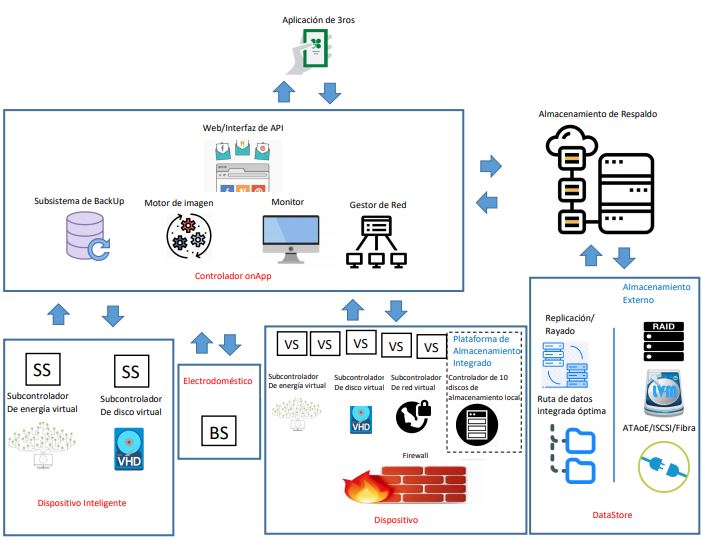 Aplicación de 3ros
Web/Interfaz de API
Subsistema de BackUp
Motor de imagen
Monitor
Gestor de Red
Controlador onApp
Almacenamiento de Respaldo
SS
SS
Subcontrolador
De energía virtual
Subcontrolador
De disco virtual
VHD
Dispositivo Inteligente
Electrodoméstico
BS
VS
VS
VS
VS
VS
Plataforma de
Almacenamiento
Integrado
Subcontrolador
De energía virtual
Subcontrolador
De disco virtual
VHD
Subcontrolador
De red virtual
Controlador de 10
discos de
almacenamiento local
Firewall
Dispositivo
Almacenamiento
Externo
Replicación/
Rayado
RAID
LVM
Ruta de datos
integrada óptima
ATAoE/ISCSI/Fibra
DataStore